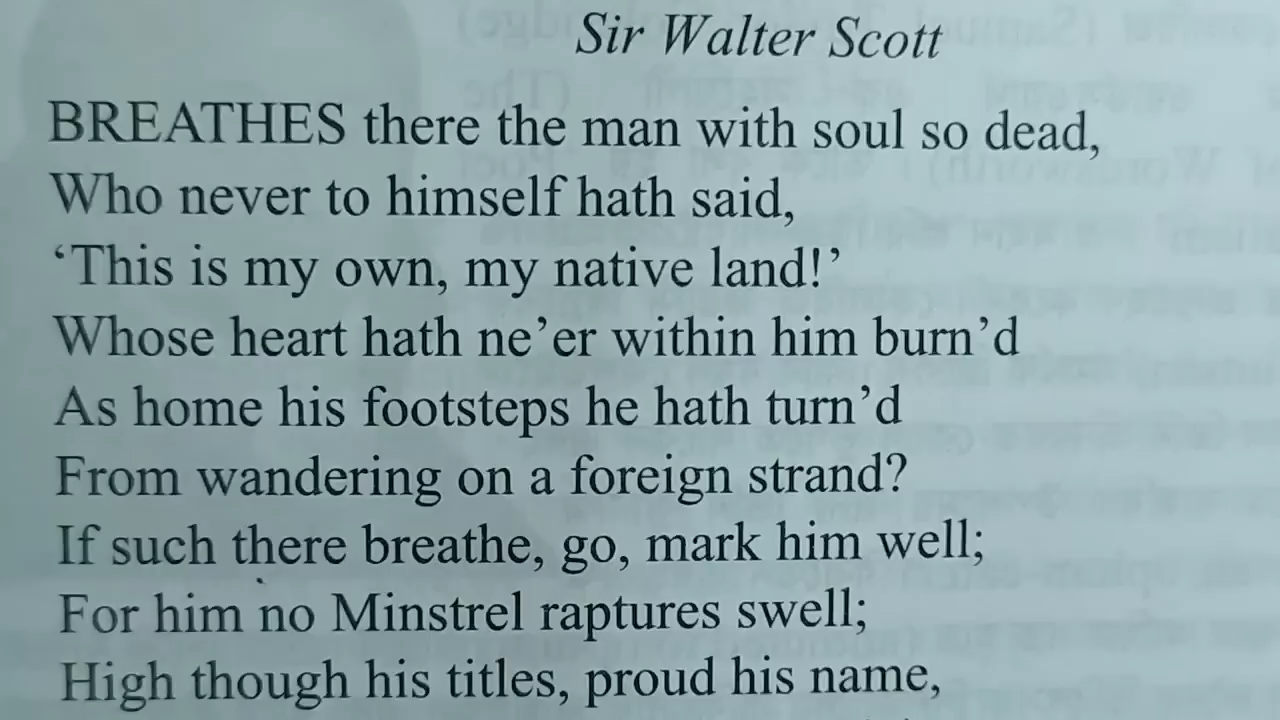 Sir Walter Scott
BREATHES there the man with soul so dead,
Who never to himself hath said,
‘This is my own, my native land!’
Whose heart hath ne’er within him burn’d
As home his footsteps he hath turn’d
From wandering on a foreign strand?
If such there breathe, go, mark him well;
For him no Minstrel raptures swell;
High though his titles, proud his name,